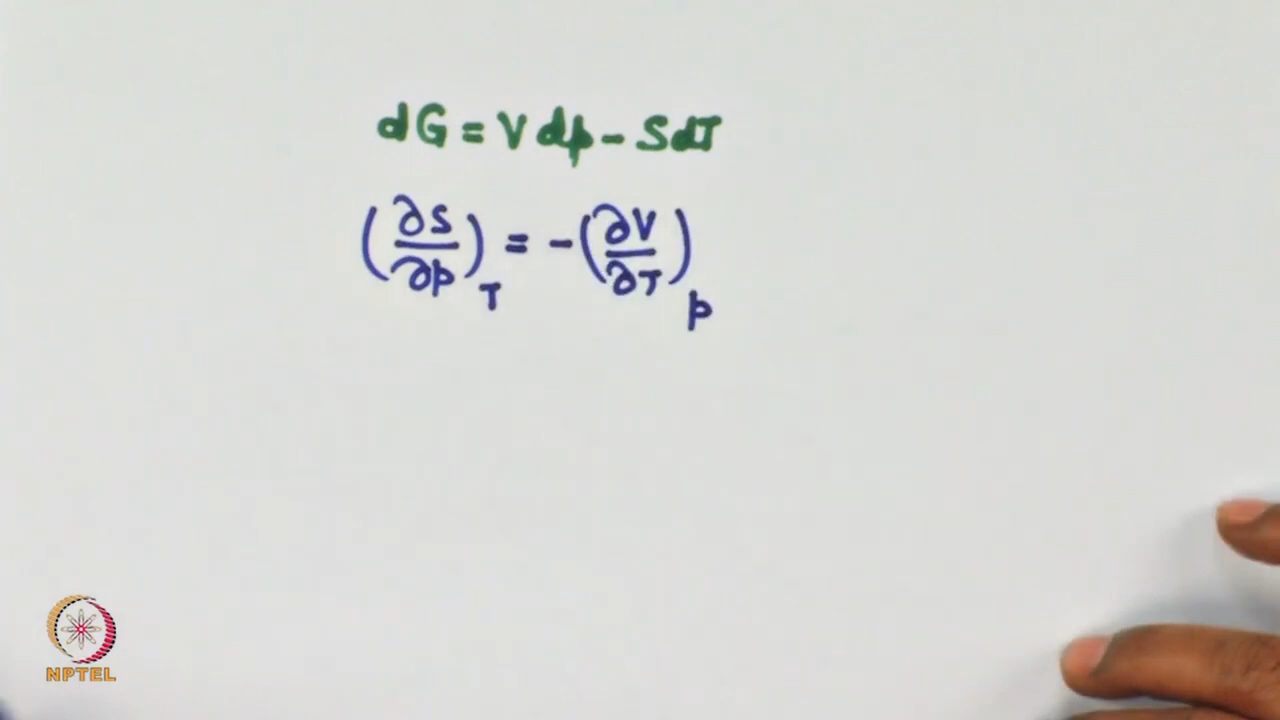 dG = V dp - S dT
(∂S/∂p)_T = -(∂V/∂T)_p
NPTEL